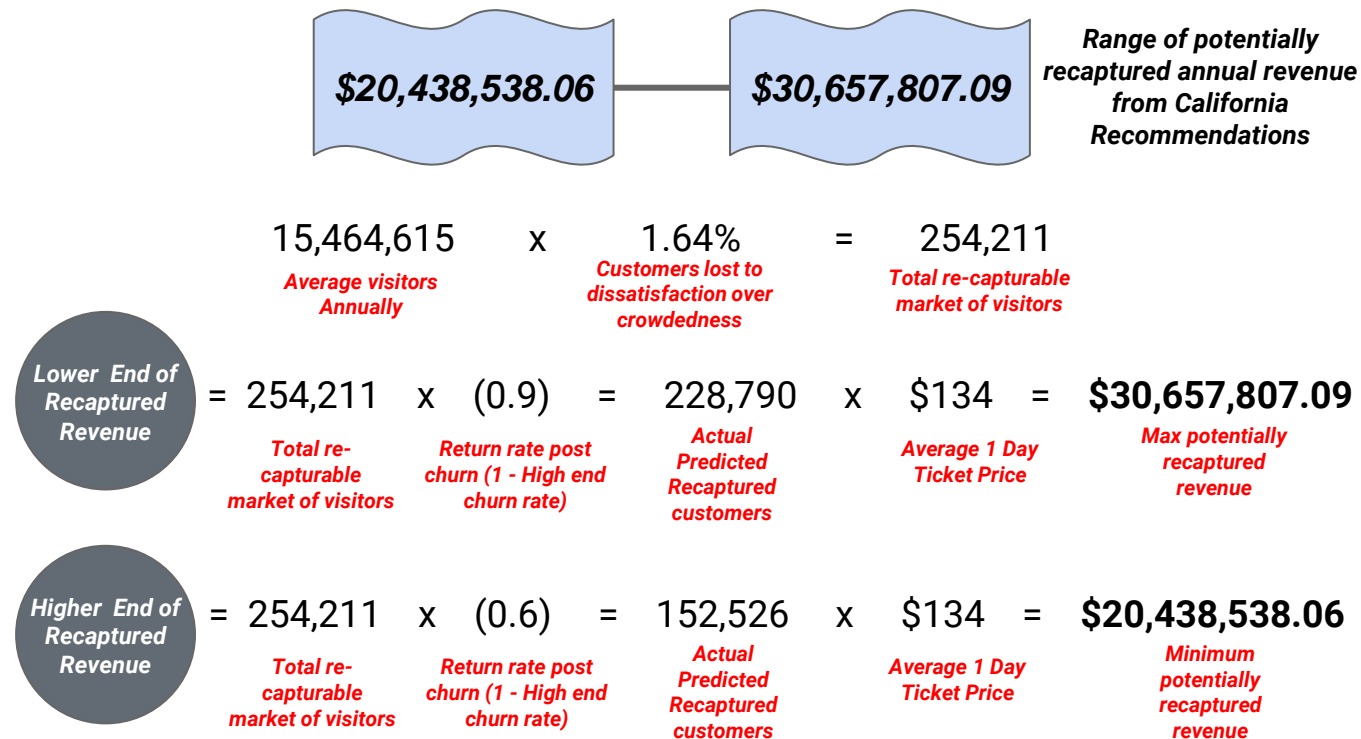 $20,438,538.06
$30,657,807.09
Range of potentially
recaptured annual revenue
from California
Recommendations
15,464,615 x 1.64% = 254,211
Average visitors
Annually
Customers lost to
dissatisfaction over
crowdedness
Total re-capturable
market of visitors
Lower End of
Recaptured
Revenue
= 254,211 x (0.9) = 228,790 x $134 = $30,657,807.09
Total re-
capturable
market of visitors
Return rate post
churn (1 - High end
churn rate)
Actual
Predicted
Recaptured
customers
Average 1 Day
Ticket Price
Max potentially
recaptured
revenue
Higher End of
Recaptured
Revenue
= 254,211 x (0.6) = 152,526 x $134 = $20,438,538.06
Total re-
capturable
market of visitors
Return rate post
churn (1 - High end
churn rate)
Actual
Predicted
Recaptured
customers
Average 1 Day
Ticket Price
Minimum
potentially
recaptured
revenue